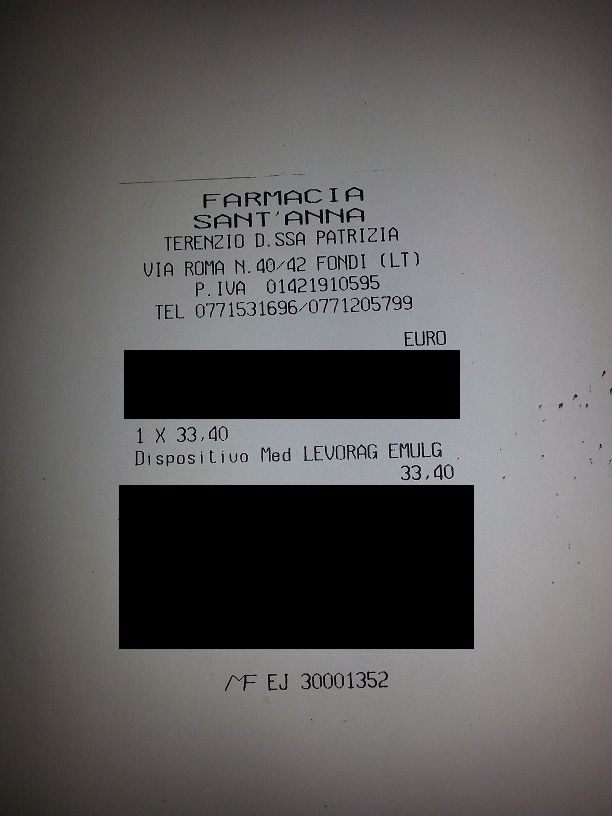 FARMACIA
SANT'ANNA
TERENZIO D.SSA PATRIZIA
VIA ROMA N.40/42 FONDI (LT)
P.IVA 01421910595
TEL 0771531696/0771205799
EURO
1 X 33,40
Dispositivo Med LEVORAG EMULG
33,40
MF EJ 30001352